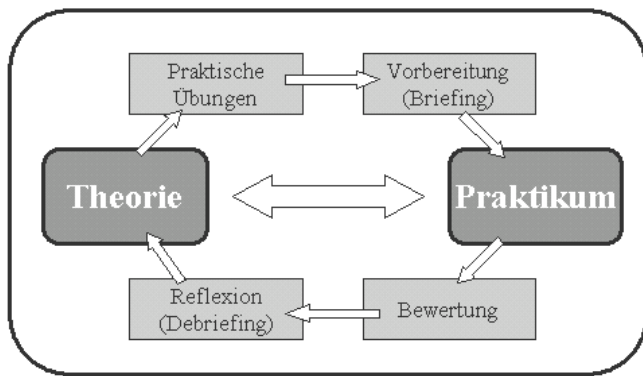 Praktische
Übungen
Vorbereitung
(Briefing)
Theorie
Praktikum
Reflexion
(Debriefing)
Bewertung